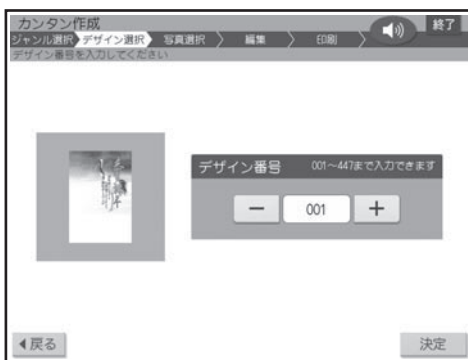 カンタン作成
終了
ジャンル選択 デザイン選択 写真選択 編集 印刷
デザイン番号を入力してください
デザイン番号 001〜447まで入力できます
− 001 +
戻る
決定